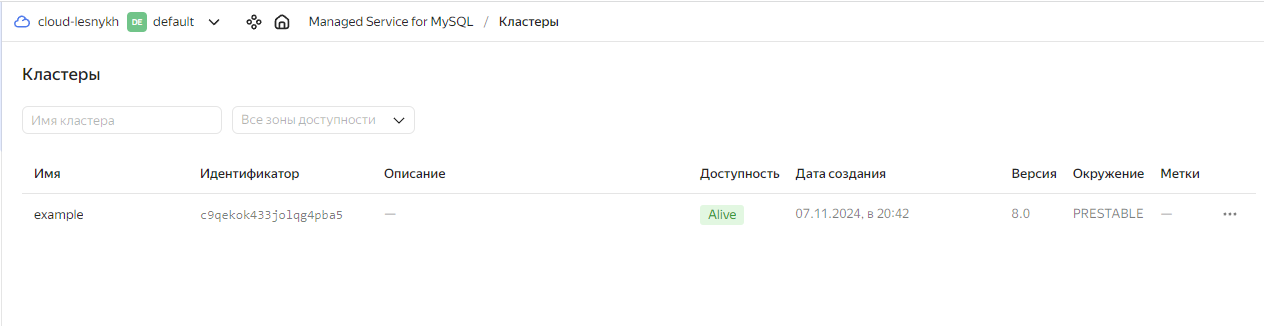 cloud-lesnykh DE default Managed Service for MySQL / Кластеры
Кластеры
Имя кластера Все зоны доступности
Имя Идентификатор Описание Доступность Дата создания Версия Окружение Метки
example c9qekok433jolqg4pba5 — Alive 07.11.2024, в 20:42 8.0 PRESTABLE —